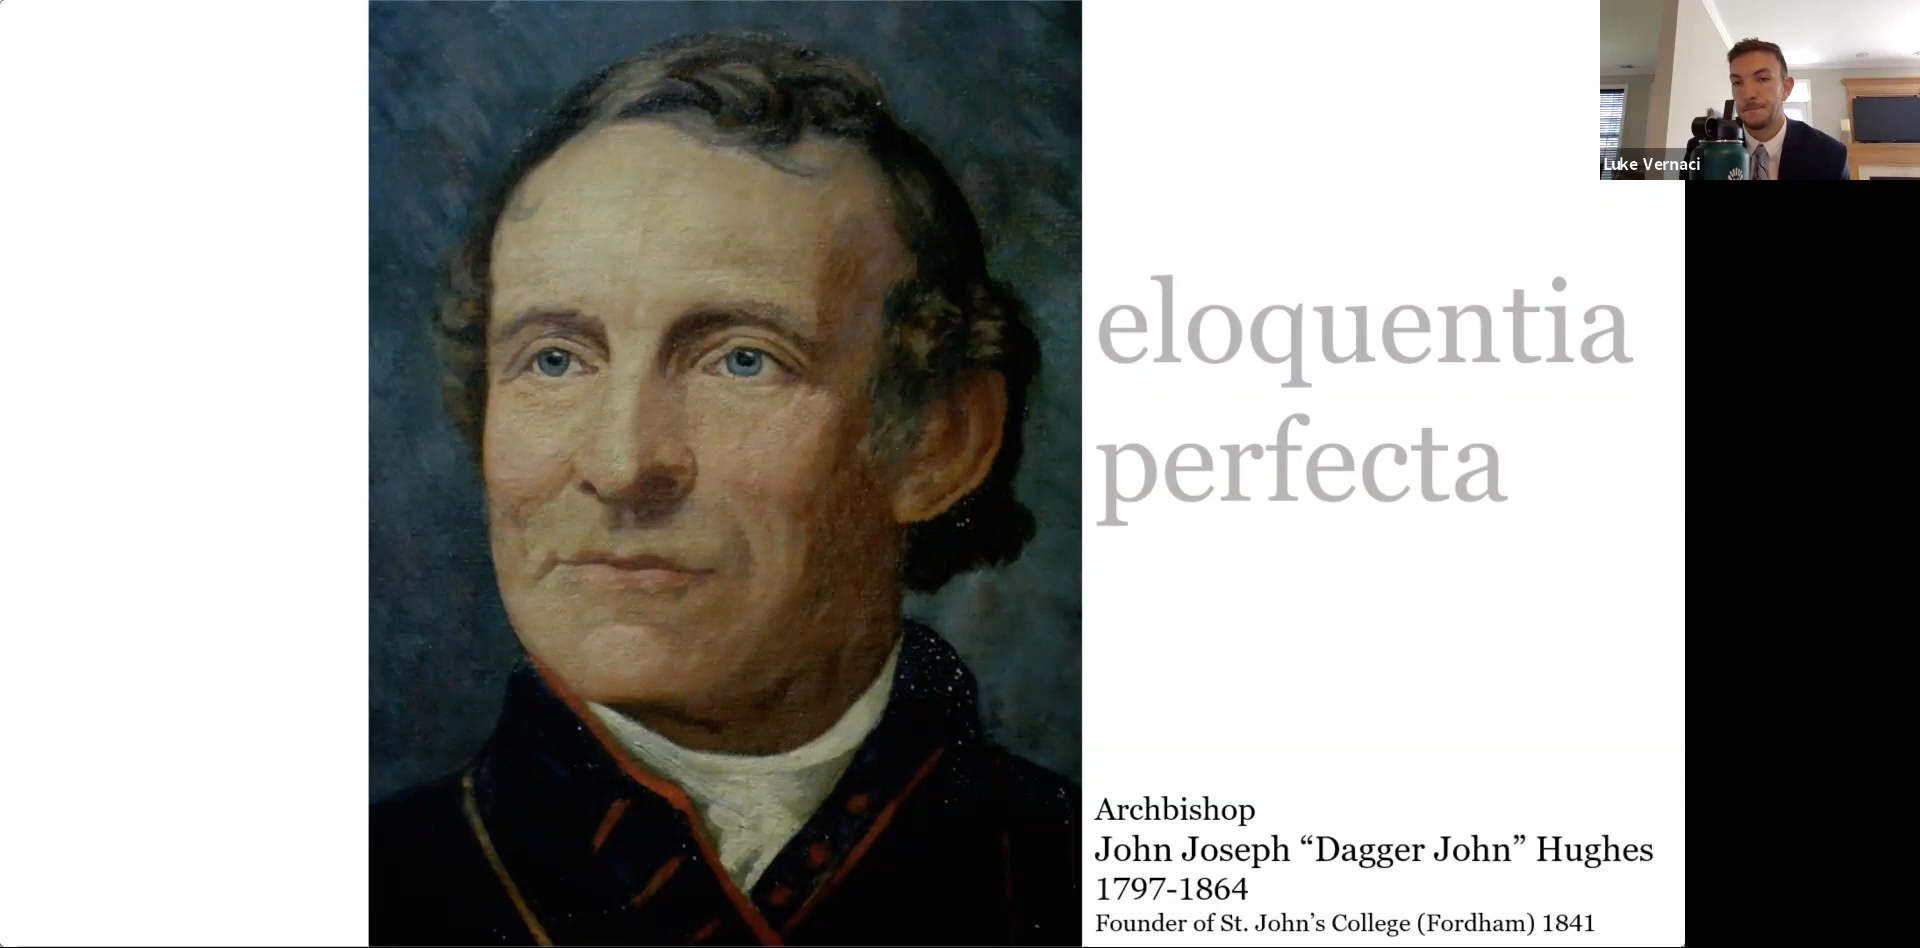 Luke Vernaci
eloquentia
perfecta
Archbishop
John Joseph “Dagger John” Hughes
1797-1864
Founder of St. John’s College (Fordham) 1841